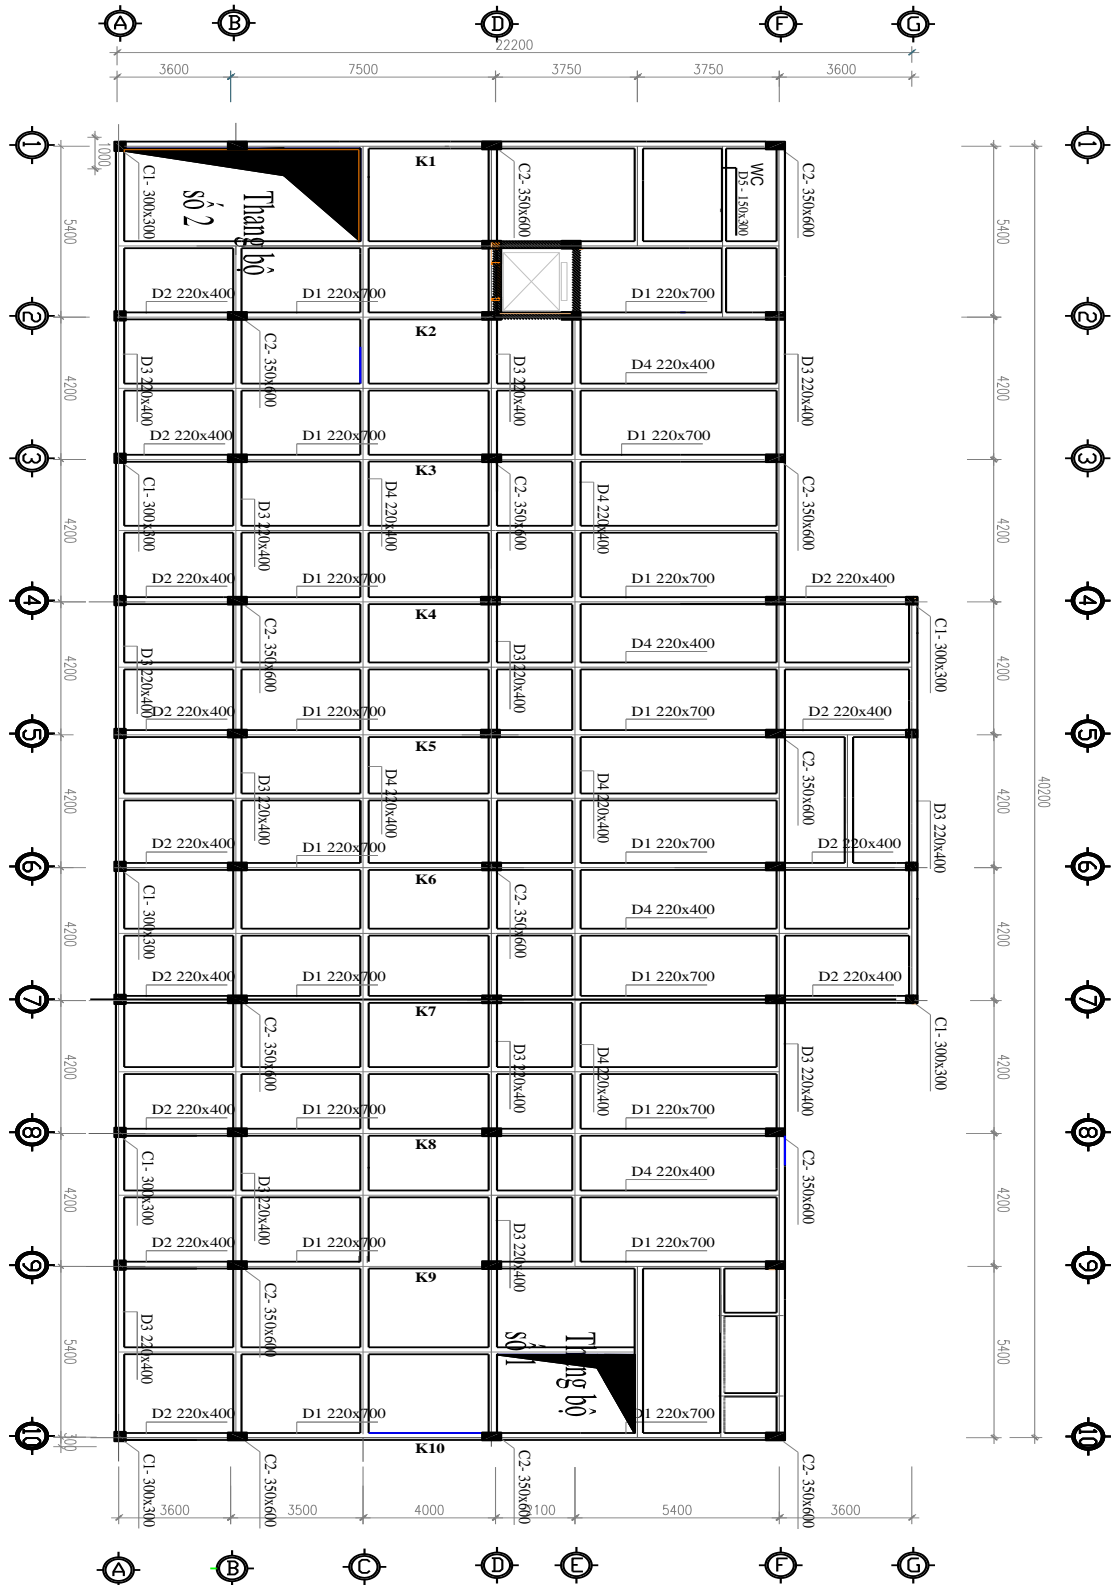 A B D F G
22200
3600 7500 3750 3750 3600
1 1
1000
K1
C1- 300x300
Thang bộ
số 2
C2- 350x600
WC
D5 - 150x300
C2- 350x600
5400 5400
D2 220x400 D1 220x700 D1 220x700
2 2
K2
C2- 350x600
D3 220x400 D3 220x400 D4 220x400 D3 220x400
4200 4200
D2 220x400 D1 220x700 D1 220x700
3 3
K3
C1- 300x300 D3 220x400 D4 220x400 C2- 350x600 D4 220x400 C2- 350x600
4200 4200
D2 220x400 D1 220x700 D1 220x700 D2 220x400
4 4
K4
C2- 350x600 C1- 300x300
D3 220x400 D3 220x400 D4 220x400
4200 4200
D2 220x400 D1 220x700 D1 220x700 D2 220x400
5 5
K5
D3 220x400 D4 220x400 D4 220x400 C2- 350x600 D3 220x400
4200 4200 40200
D2 220x400 D1 220x700 D1 220x700 D2 220x400
6 6
K6
C1- 300x300 C2- 350x600 D4 220x400
4200 4200
D2 220x400 D1 220x700 D1 220x700 D2 220x400
7 7
K7
C2- 350x600 D3 220x400 D4 220x400 D3 220x400 C1- 300x300
4200 4200
D2 220x400 D1 220x700 D1 220x700
8 8
K8
C1- 300x300 D3 220x400 D4 220x400 C2- 350x600
4200 4200
D3 220x400
D2 220x400 D1 220x700 D1 220x700
9 9
K9
C2- 350x600
D3 220x400
Thang bộ
số 1
5400 5400
D2 220x400 D1 220x700 D1 220x700
10 10
K10
C1- 300x300 C2- 350x600 C2- 350x600 C2- 350x600
3600 3500 4000 2100 5400 3600
A B C D E F G